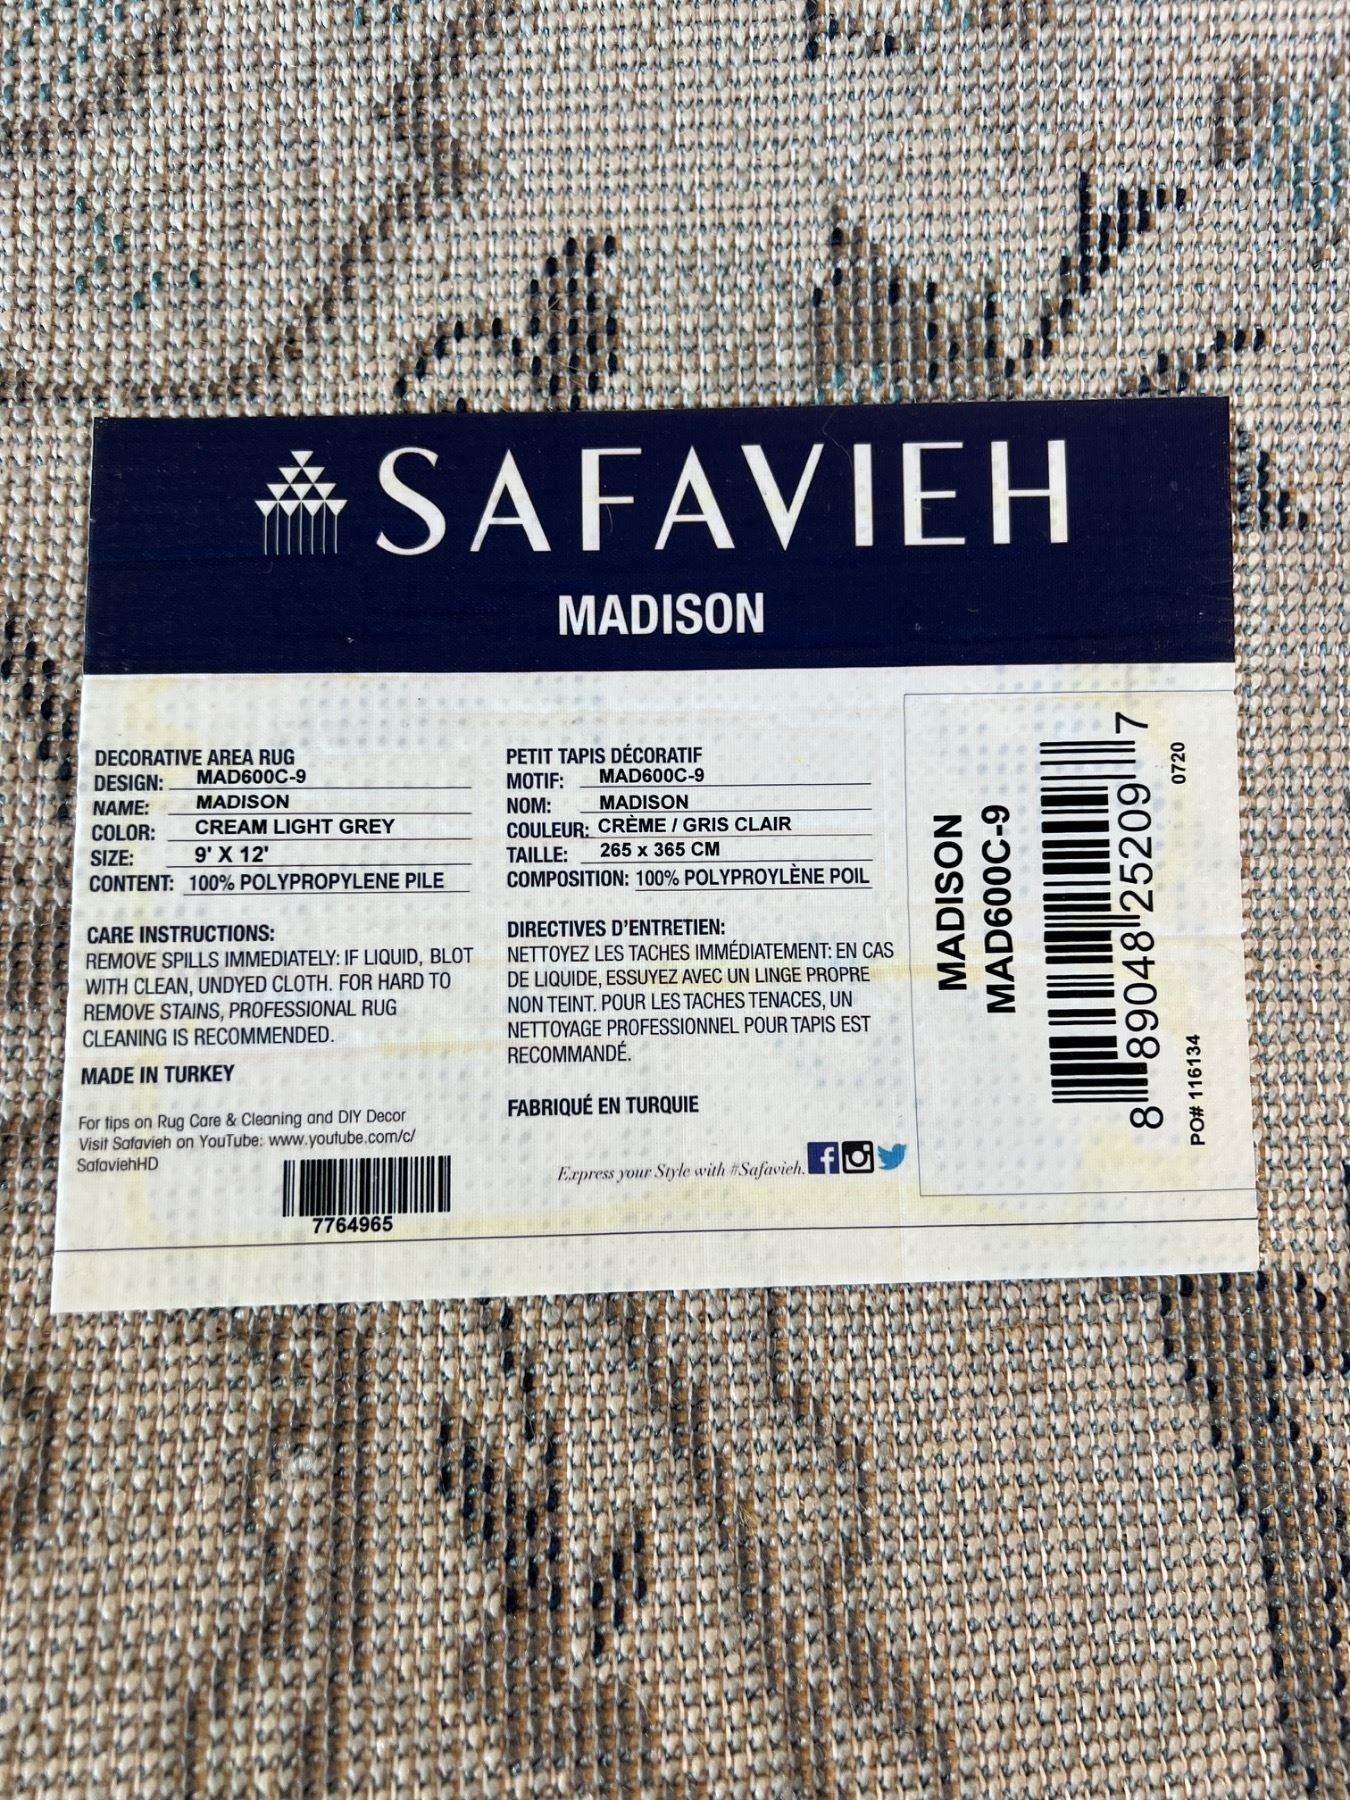 SAFAVIEH
MADISON
DECORATIVE AREA RUG
DESIGN: MAD600C-9
NAME: MADISON
COLOR: CREAM LIGHT GREY
SIZE: 9' X 12'
CONTENT: 100% POLYPROPYLENE PILE
CARE INSTRUCTIONS:
REMOVE SPILLS IMMEDIATELY: IF LIQUID, BLOT
WITH CLEAN, UNDYED CLOTH. FOR HARD TO
REMOVE STAINS, PROFESSIONAL RUG
CLEANING IS RECOMMENDED.
MADE IN TURKEY
For tips on Rug Care & Cleaning and DIY Decor
Visit Safavieh on YouTube: www.youtube.com/c/
SafaviehHD
7764965
PETIT TAPIS DÉCORATIF
MOTIF: MAD600C-9
NOM: MADISON
COULEUR: CRÈME / GRIS CLAIR
TAILLE: 265 x 365 CM
COMPOSITION: 100% POLYPROYLÈNE POIL
DIRECTIVES D'ENTRETIEN:
NETTOYEZ LES TACHES IMMÉDIATEMENT: EN CAS
DE LIQUIDE, ESSUYEZ AVEC UN LINGE PROPRE
NON TEINT. POUR LES TACHES TENACES, UN
NETTOYAGE PROFESSIONNEL POUR TAPIS EST
RECOMMANDÉ.
FABRIQUÉ EN TURQUIE
Express your Style with #Safavieh.
MADISON
MAD600C-9
8 89048 25209 7
PO# 116134
0720